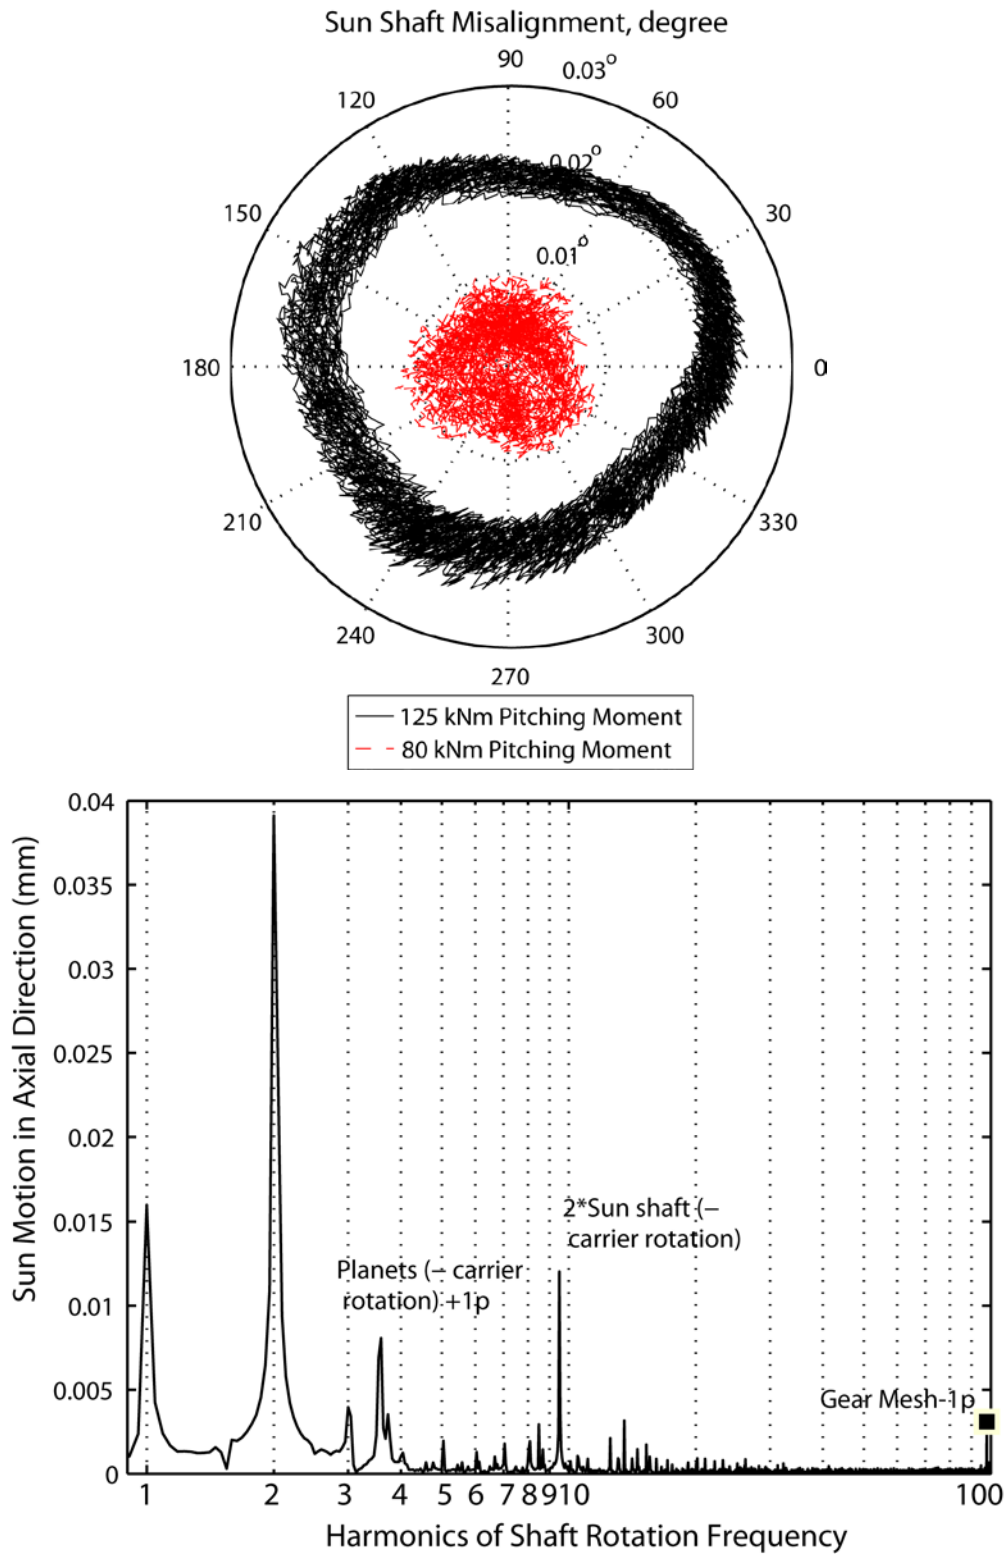 Sun Shaft Misalignment, degree
90
0.03°
120
60
0.02°
150
30
0.01°
180
0
210
330
240
300
270
125 kNm Pitching Moment
80 kNm Pitching Moment
0.04
0.035
0.03
0.025
0.02
0.015
0.01
0.005
0
Sun Motion in Axial Direction (mm)
2*Sun shaft (–
carrier rotation)
Planets (– carrier
rotation) +1p
Gear Mesh-1p
1 2 3 4 5 6 7 8 9 10 100
Harmonics of Shaft Rotation Frequency